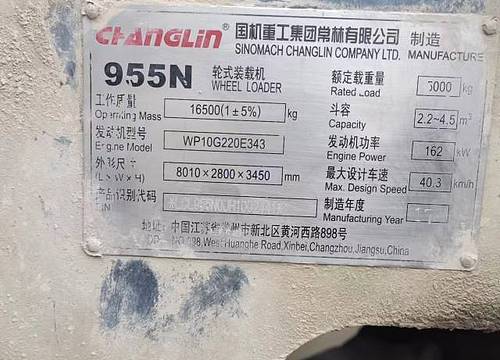 CHANGLIN 国机重工集团常林有限公司 制造
SINOMACH CHANGLIN COMPANY LTD. MANUFACTURE
955N 轮式装载机 WHEEL LOADER
额定载重量 Rated Load 5000 kg
工作质量 Operating Mass 16500(1±5%) kg
斗容 Capacity 2.2~4.5 m³
发动机型号 Engine Model WP10G220E343
发动机功率 Engine Power 162 kW
外形尺寸 (L×W×H) 8010×2800×3450 mm
最大设计车速 Max. Design Speed 40.3 km/h
产品识别代码 PIN
制造年度 Manufacturing Year
地址: 中国江苏省常州市新北区黄河西路898号
NO.898,West Huanghe Road,Xinbei,Changzhou,Jiangsu,China